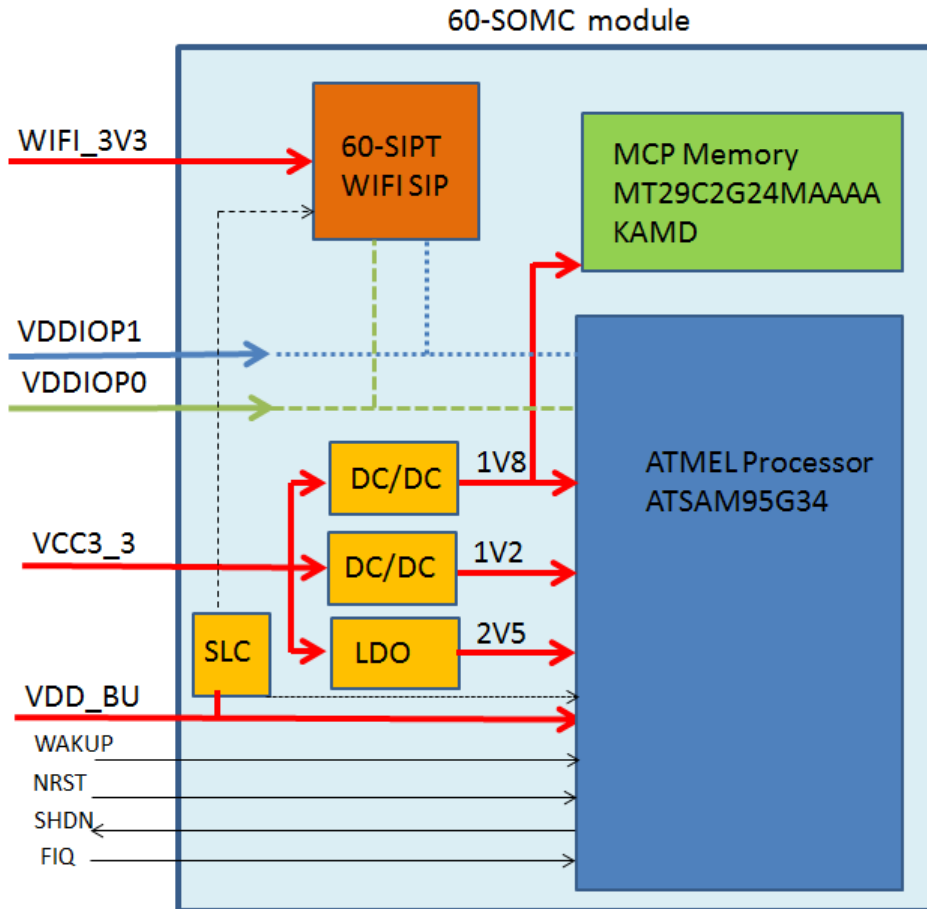 60-SOMC module
WIFI_3V3
60-SIPT
WIFI SIP
MCP Memory
MT29C2G24MAAAA
KAMD
VDDIOP1
VDDIOP0
DC/DC
1V8
ATMEL Processor
ATSAM95G34
VCC3_3
DC/DC
1V2
SLC
LDO
2V5
VDD_BU
WAKUP
NRST
SHDN
FIQ